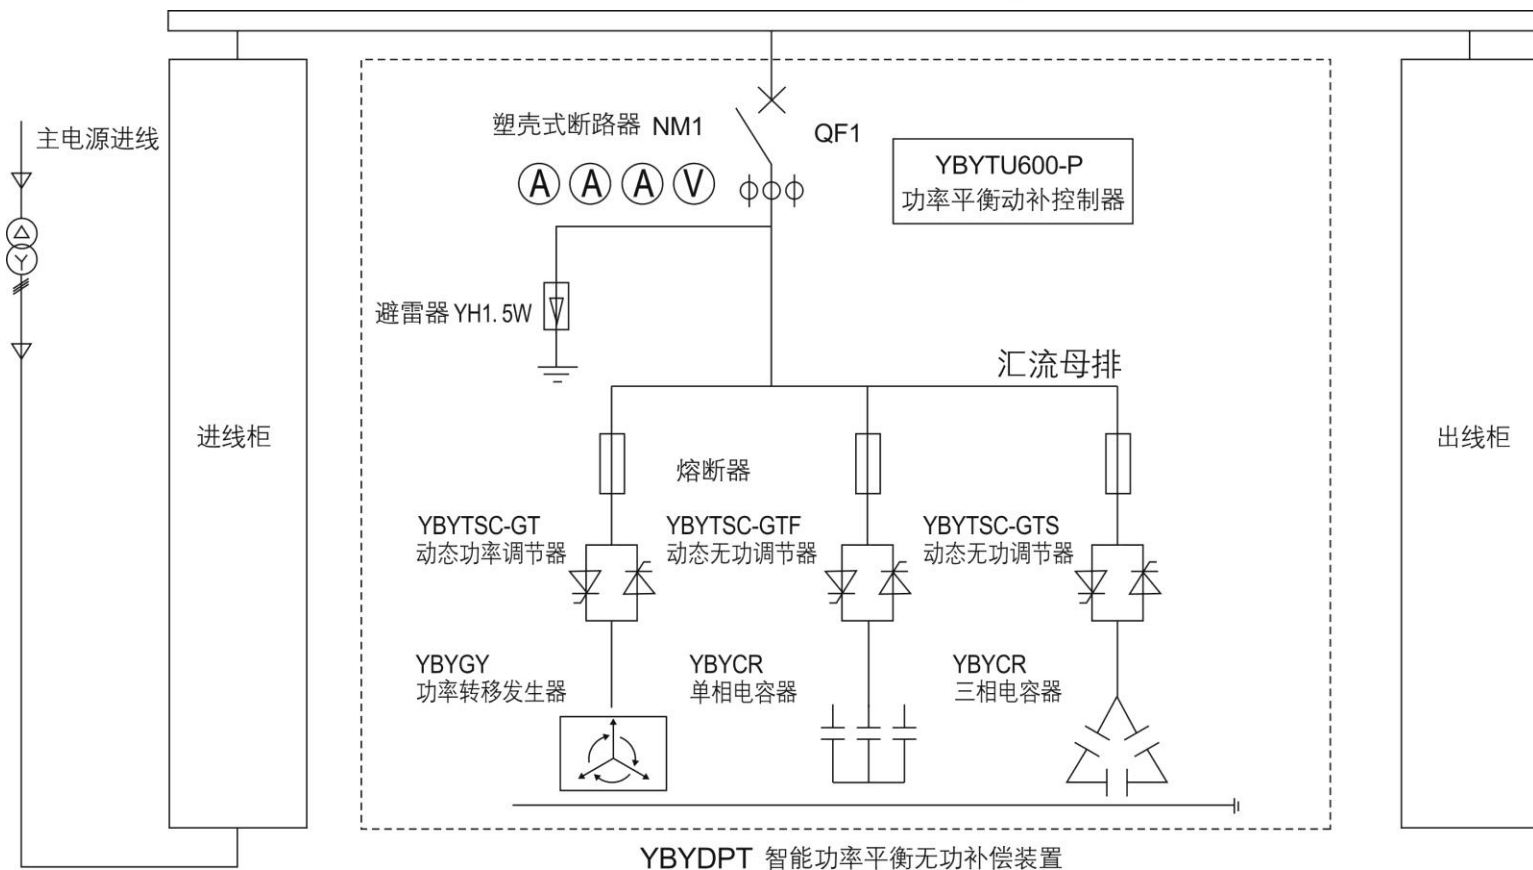 主电源进线
塑壳式断路器 NM1
QF1
A A A V
YBYTU600-P
功率平衡动补控制器
避雷器 YH1.5W
汇流母排
进线柜
出线柜
熔断器
YBYTSC-GT
动态功率调节器
YBYTSC-GTF
动态无功调节器
YBYTSC-GTS
动态无功调节器
YBYGY
功率转移发生器
YBYCR
单相电容器
YBYCR
三相电容器
YBYDPT 智能功率平衡无功补偿装置